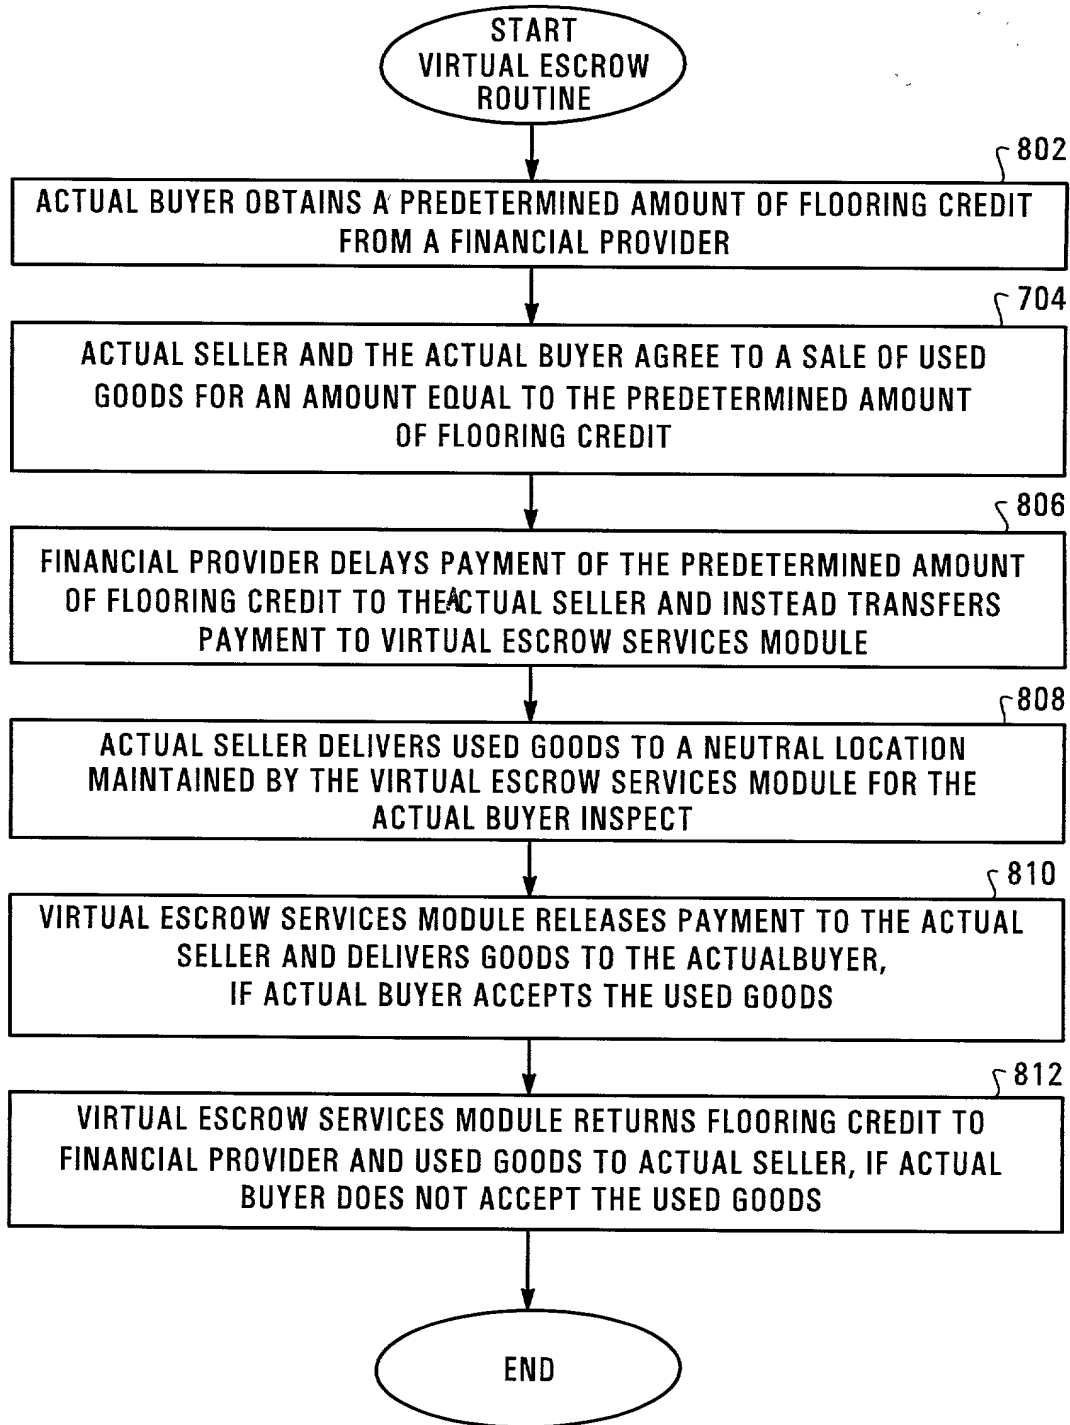 START
VIRTUAL ESCROW
ROUTINE
802
ACTUAL BUYER OBTAINS A PREDETERMINED AMOUNT OF FLOORING CREDIT
FROM A FINANCIAL PROVIDER
704
ACTUAL SELLER AND THE ACTUAL BUYER AGREE TO A SALE OF USED
GOODS FOR AN AMOUNT EQUAL TO THE PREDETERMINED AMOUNT
OF FLOORING CREDIT
806
FINANCIAL PROVIDER DELAYS PAYMENT OF THE PREDETERMINED AMOUNT
OF FLOORING CREDIT TO THEACTUAL SELLER AND INSTEAD TRANSFERS
PAYMENT TO VIRTUAL ESCROW SERVICES MODULE
808
ACTUAL SELLER DELIVERS USED GOODS TO A NEUTRAL LOCATION
MAINTAINED BY THE VIRTUAL ESCROW SERVICES MODULE FOR THE
ACTUAL BUYER INSPECT
810
VIRTUAL ESCROW SERVICES MODULE RELEASES PAYMENT TO THE ACTUAL
SELLER AND DELIVERS GOODS TO THE ACTUALBUYER,
IF ACTUAL BUYER ACCEPTS THE USED GOODS
812
VIRTUAL ESCROW SERVICES MODULE RETURNS FLOORING CREDIT TO
FINANCIAL PROVIDER AND USED GOODS TO ACTUAL SELLER, IF ACTUAL
BUYER DOES NOT ACCEPT THE USED GOODS
END